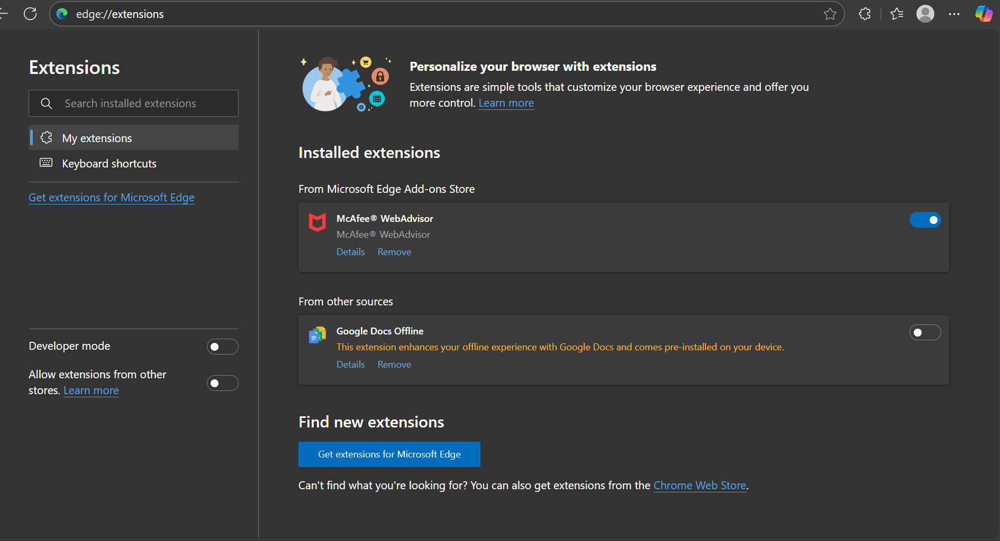 edge://extensions
Extensions
Search installed extensions
My extensions
Keyboard shortcuts
Get extensions for Microsoft Edge
Developer mode
Allow extensions from other
stores. Learn more
Personalize your browser with extensions
Extensions are simple tools that customize your browser experience and offer you
more control. Learn more
Installed extensions
From Microsoft Edge Add-ons Store
McAfee® WebAdvisor
McAfee® WebAdvisor
Details Remove
From other sources
Google Docs Offline
This extension enhances your offline experience with Google Docs and comes pre-installed on your device.
Details Remove
Find new extensions
Get extensions for Microsoft Edge
Can't find what you're looking for? You can also get extensions from the Chrome Web Store.